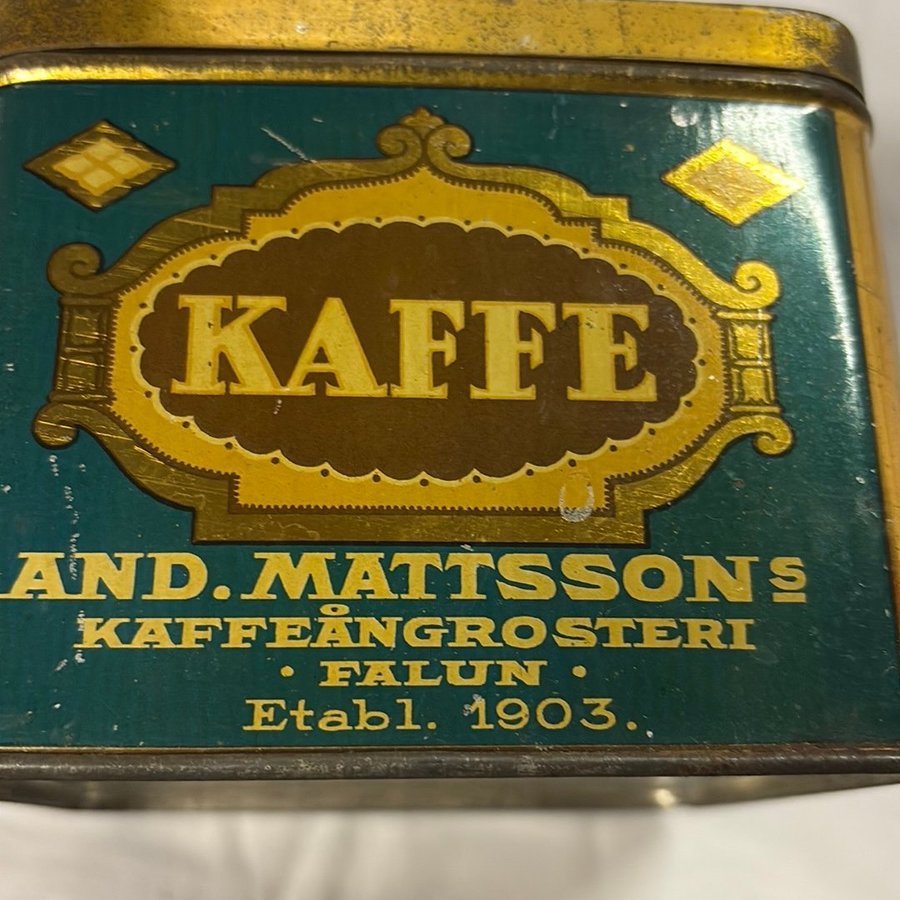 KAFFE
AND. MATTSSONS
KAFFEÅNGROSTERI
· FALUN ·
Etabl. 1903.